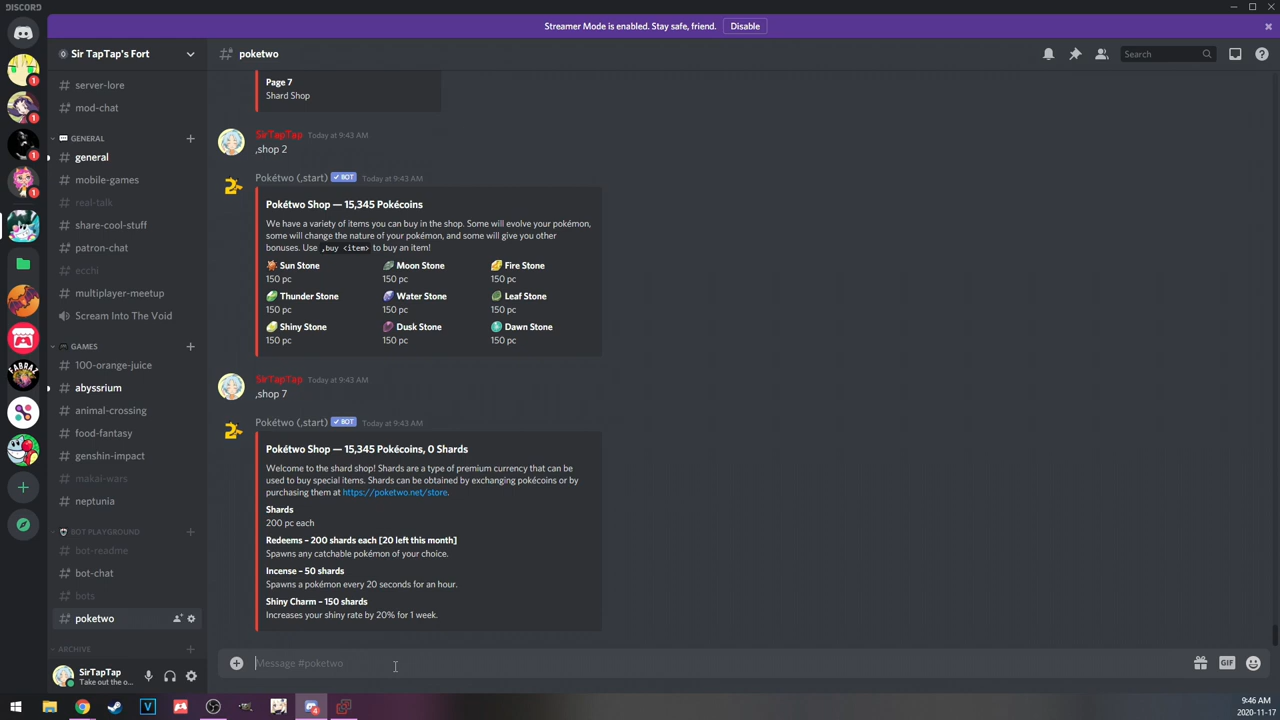 DISCORD
Streamer Mode is enabled. Stay safe, friend. Disable
Sir TapTap's Fort
# server-lore
# mod-chat
GENERAL
# general
# mobile-games
# real-talk
# share-cool-stuff
# patron-chat
# ecchi
# multiplayer-meetup
Scream Into The Void
GAMES
# 100-orange-juice
# abyssrium
# animal-crossing
# food-fantasy
# genshin-impact
# makai-wars
# neptunia
BOT PLAYGROUND
# bot-readme
# bot-chat
# bots
# poketwo
ARCHIVE
SirTapTap
Take out the o...
1
1
1
1
# poketwo
Search
Page 7
Shard Shop
SirTapTap Today at 9:43 AM
,shop 2
Pokétwo (,start) ✓ BOT Today at 9:43 AM
Pokétwo Shop — 15,345 Pokécoins
We have a variety of items you can buy in the shop. Some will evolve your pokémon,
some will change the nature of your pokémon, and some will give you other
bonuses. Use ,buy <item> to buy an item!
Sun Stone Moon Stone Fire Stone
150 pc 150 pc 150 pc
Thunder Stone Water Stone Leaf Stone
150 pc 150 pc 150 pc
Shiny Stone Dusk Stone Dawn Stone
150 pc 150 pc 150 pc
SirTapTap Today at 9:43 AM
,shop 7
Pokétwo (,start) ✓ BOT Today at 9:43 AM
Pokétwo Shop — 15,345 Pokécoins, 0 Shards
Welcome to the shard shop! Shards are a type of premium currency that can be
used to buy special items. Shards can be obtained by exchanging pokécoins or by
purchasing them at https://poketwo.net/store.
Shards
200 pc each
Redeems – 200 shards each [20 left this month]
Spawns any catchable pokémon of your choice.
Incense – 50 shards
Spawns a pokémon every 20 seconds for an hour.
Shiny Charm – 150 shards
Increases your shiny rate by 20% for 1 week.
Message #poketwo
GIF
9:46 AM
2020-11-17